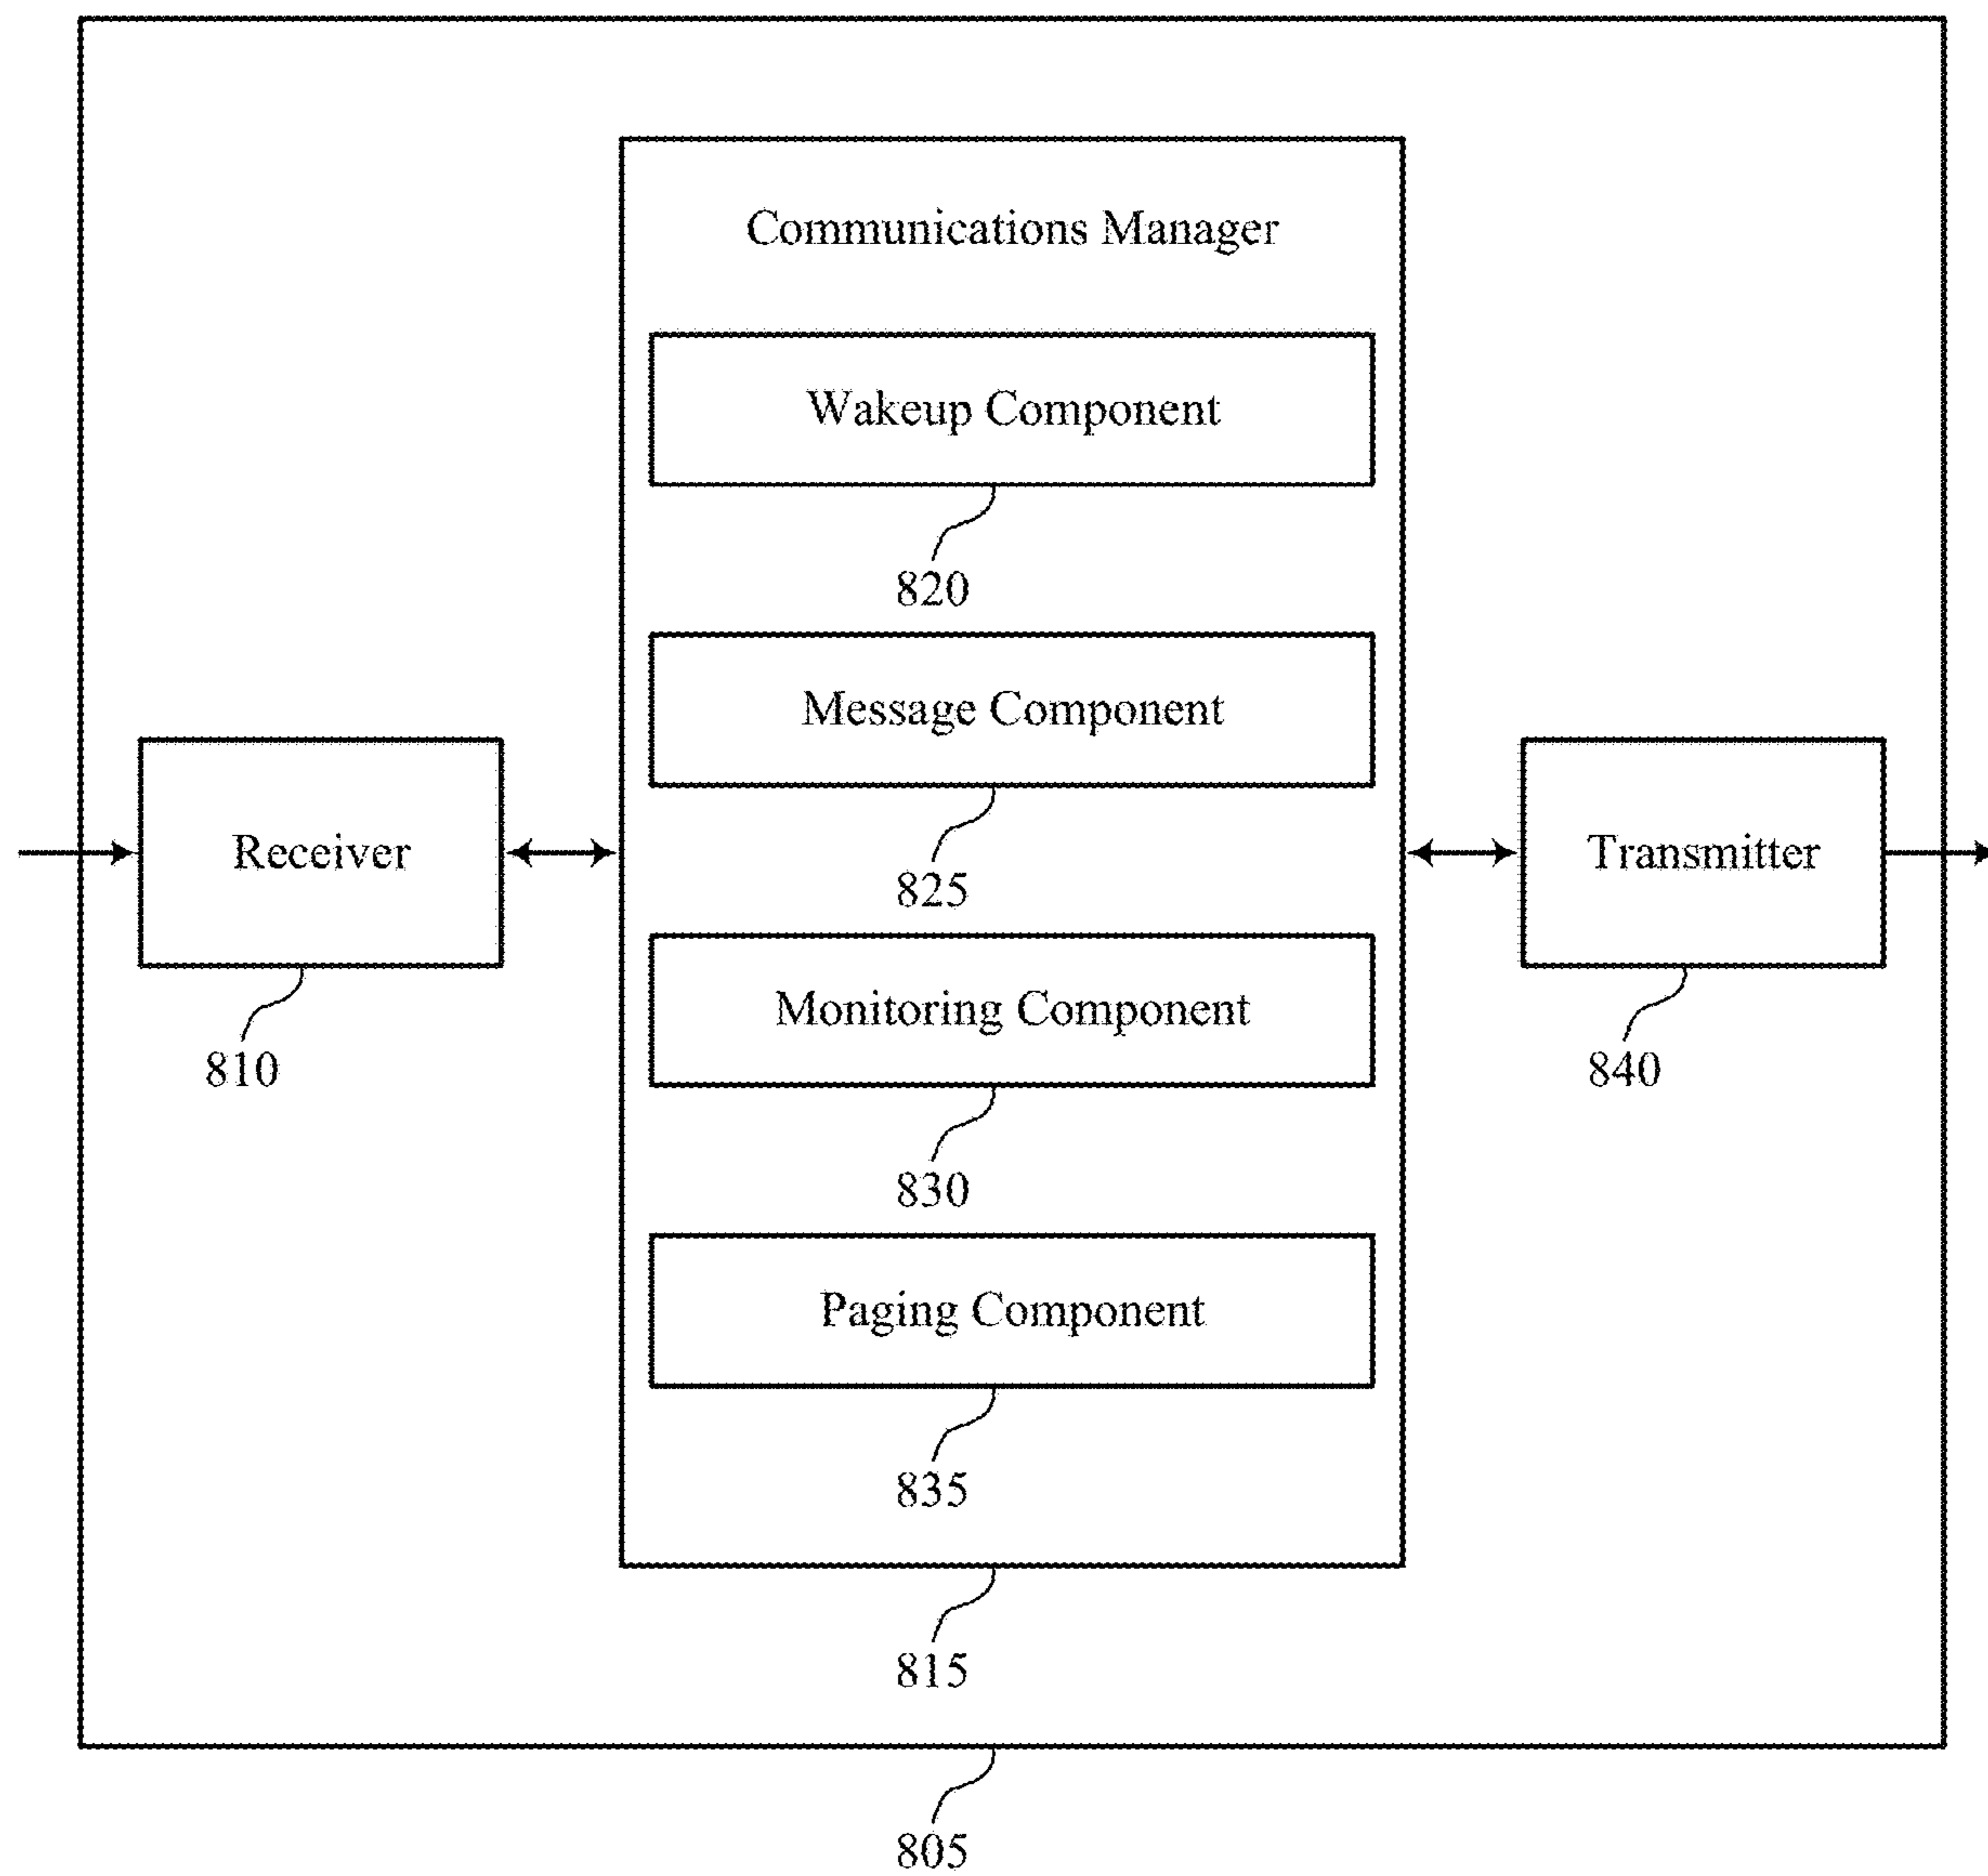 Communications Manager
Wakeup Component
820
Message Component
825
Receiver
810
Transmitter
840
Monitoring Component
830
Paging Component
835
815
805